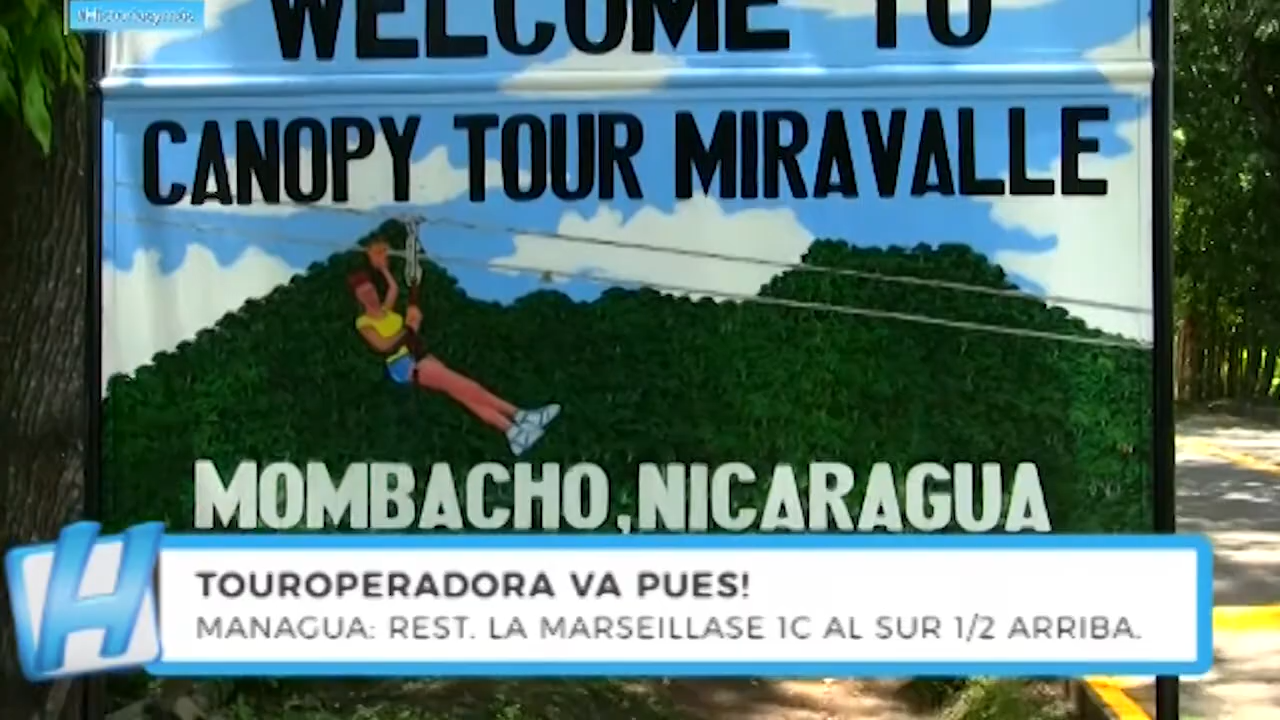 #Historiasymás
WELCOME TO
CANOPY TOUR MIRAVALLE
MOMBACHO, NICARAGUA
H
TOUROPERADORA VA PUES!
MANAGUA: REST. LA MARSEILLASE 1C AL SUR 1/2 ARRIBA.